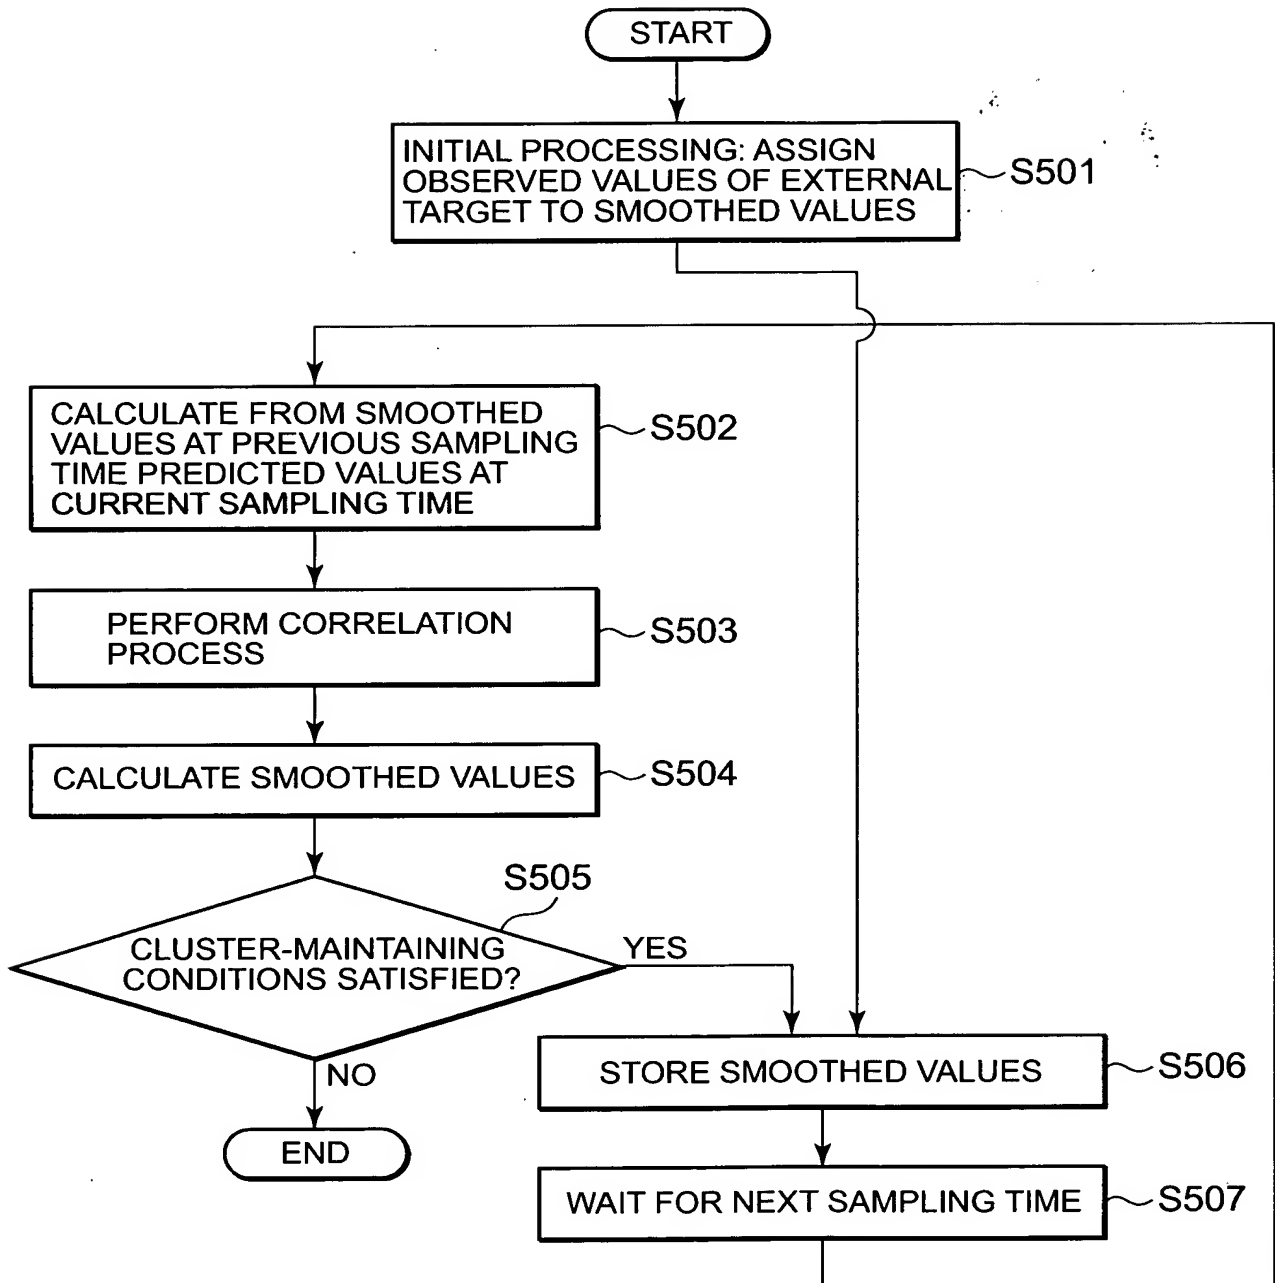 START
INITIAL PROCESSING: ASSIGN
OBSERVED VALUES OF EXTERNAL
TARGET TO SMOOTHED VALUES
S501
CALCULATE FROM SMOOTHED
VALUES AT PREVIOUS SAMPLING
TIME PREDICTED VALUES AT
CURRENT SAMPLING TIME
S502
PERFORM CORRELATION
PROCESS
S503
CALCULATE SMOOTHED VALUES
S504
S505
CLUSTER-MAINTAINING
CONDITIONS SATISFIED?
YES
NO
END
STORE SMOOTHED VALUES
S506
WAIT FOR NEXT SAMPLING TIME
S507